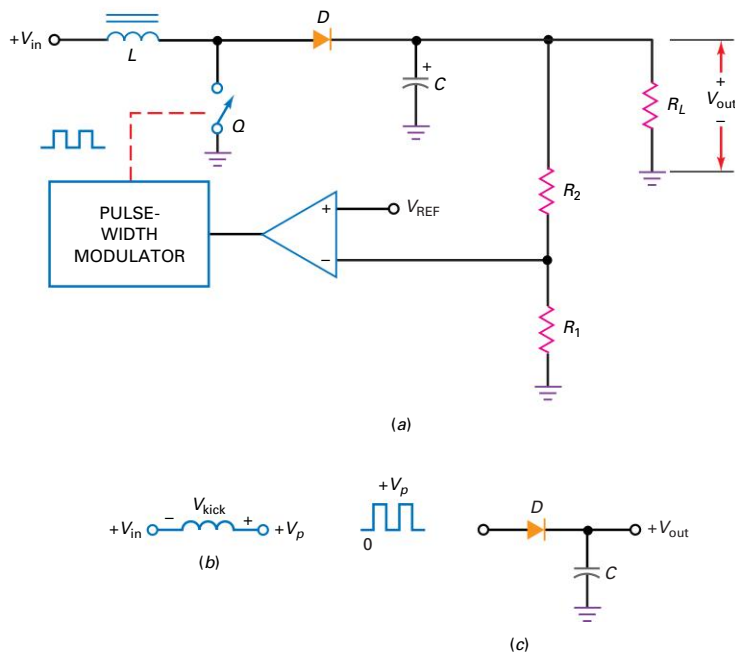 D
+Vin
L
+
C
Q
RL
+
Vout
–
R2
PULSE-
WIDTH
MODULATOR
+
VREF
–
R1
(a)
+Vin
–
Vkick
+
+Vp
(b)
+Vp
0
D
+Vout
C
(c)